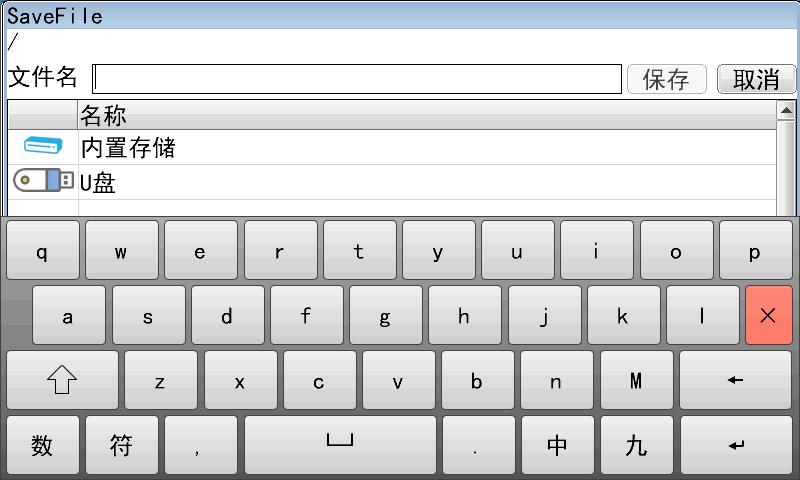 SaveFile
/
文件名 保存 取消
名称
内置存储
U盘
q w e r t y u i o p
a s d f g h j k l ×
z x c v b n M ←
数 符 , . 中 九 ↵